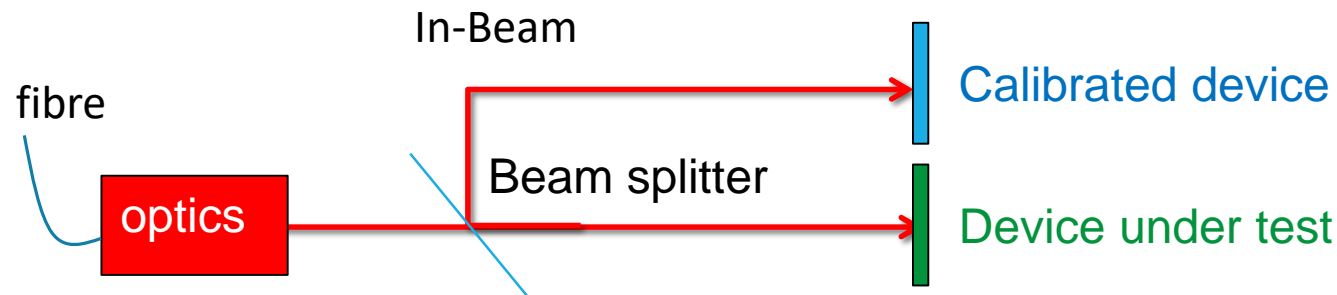 In-Beam
fibre
Calibrated device
Beam splitter
optics
Device under test